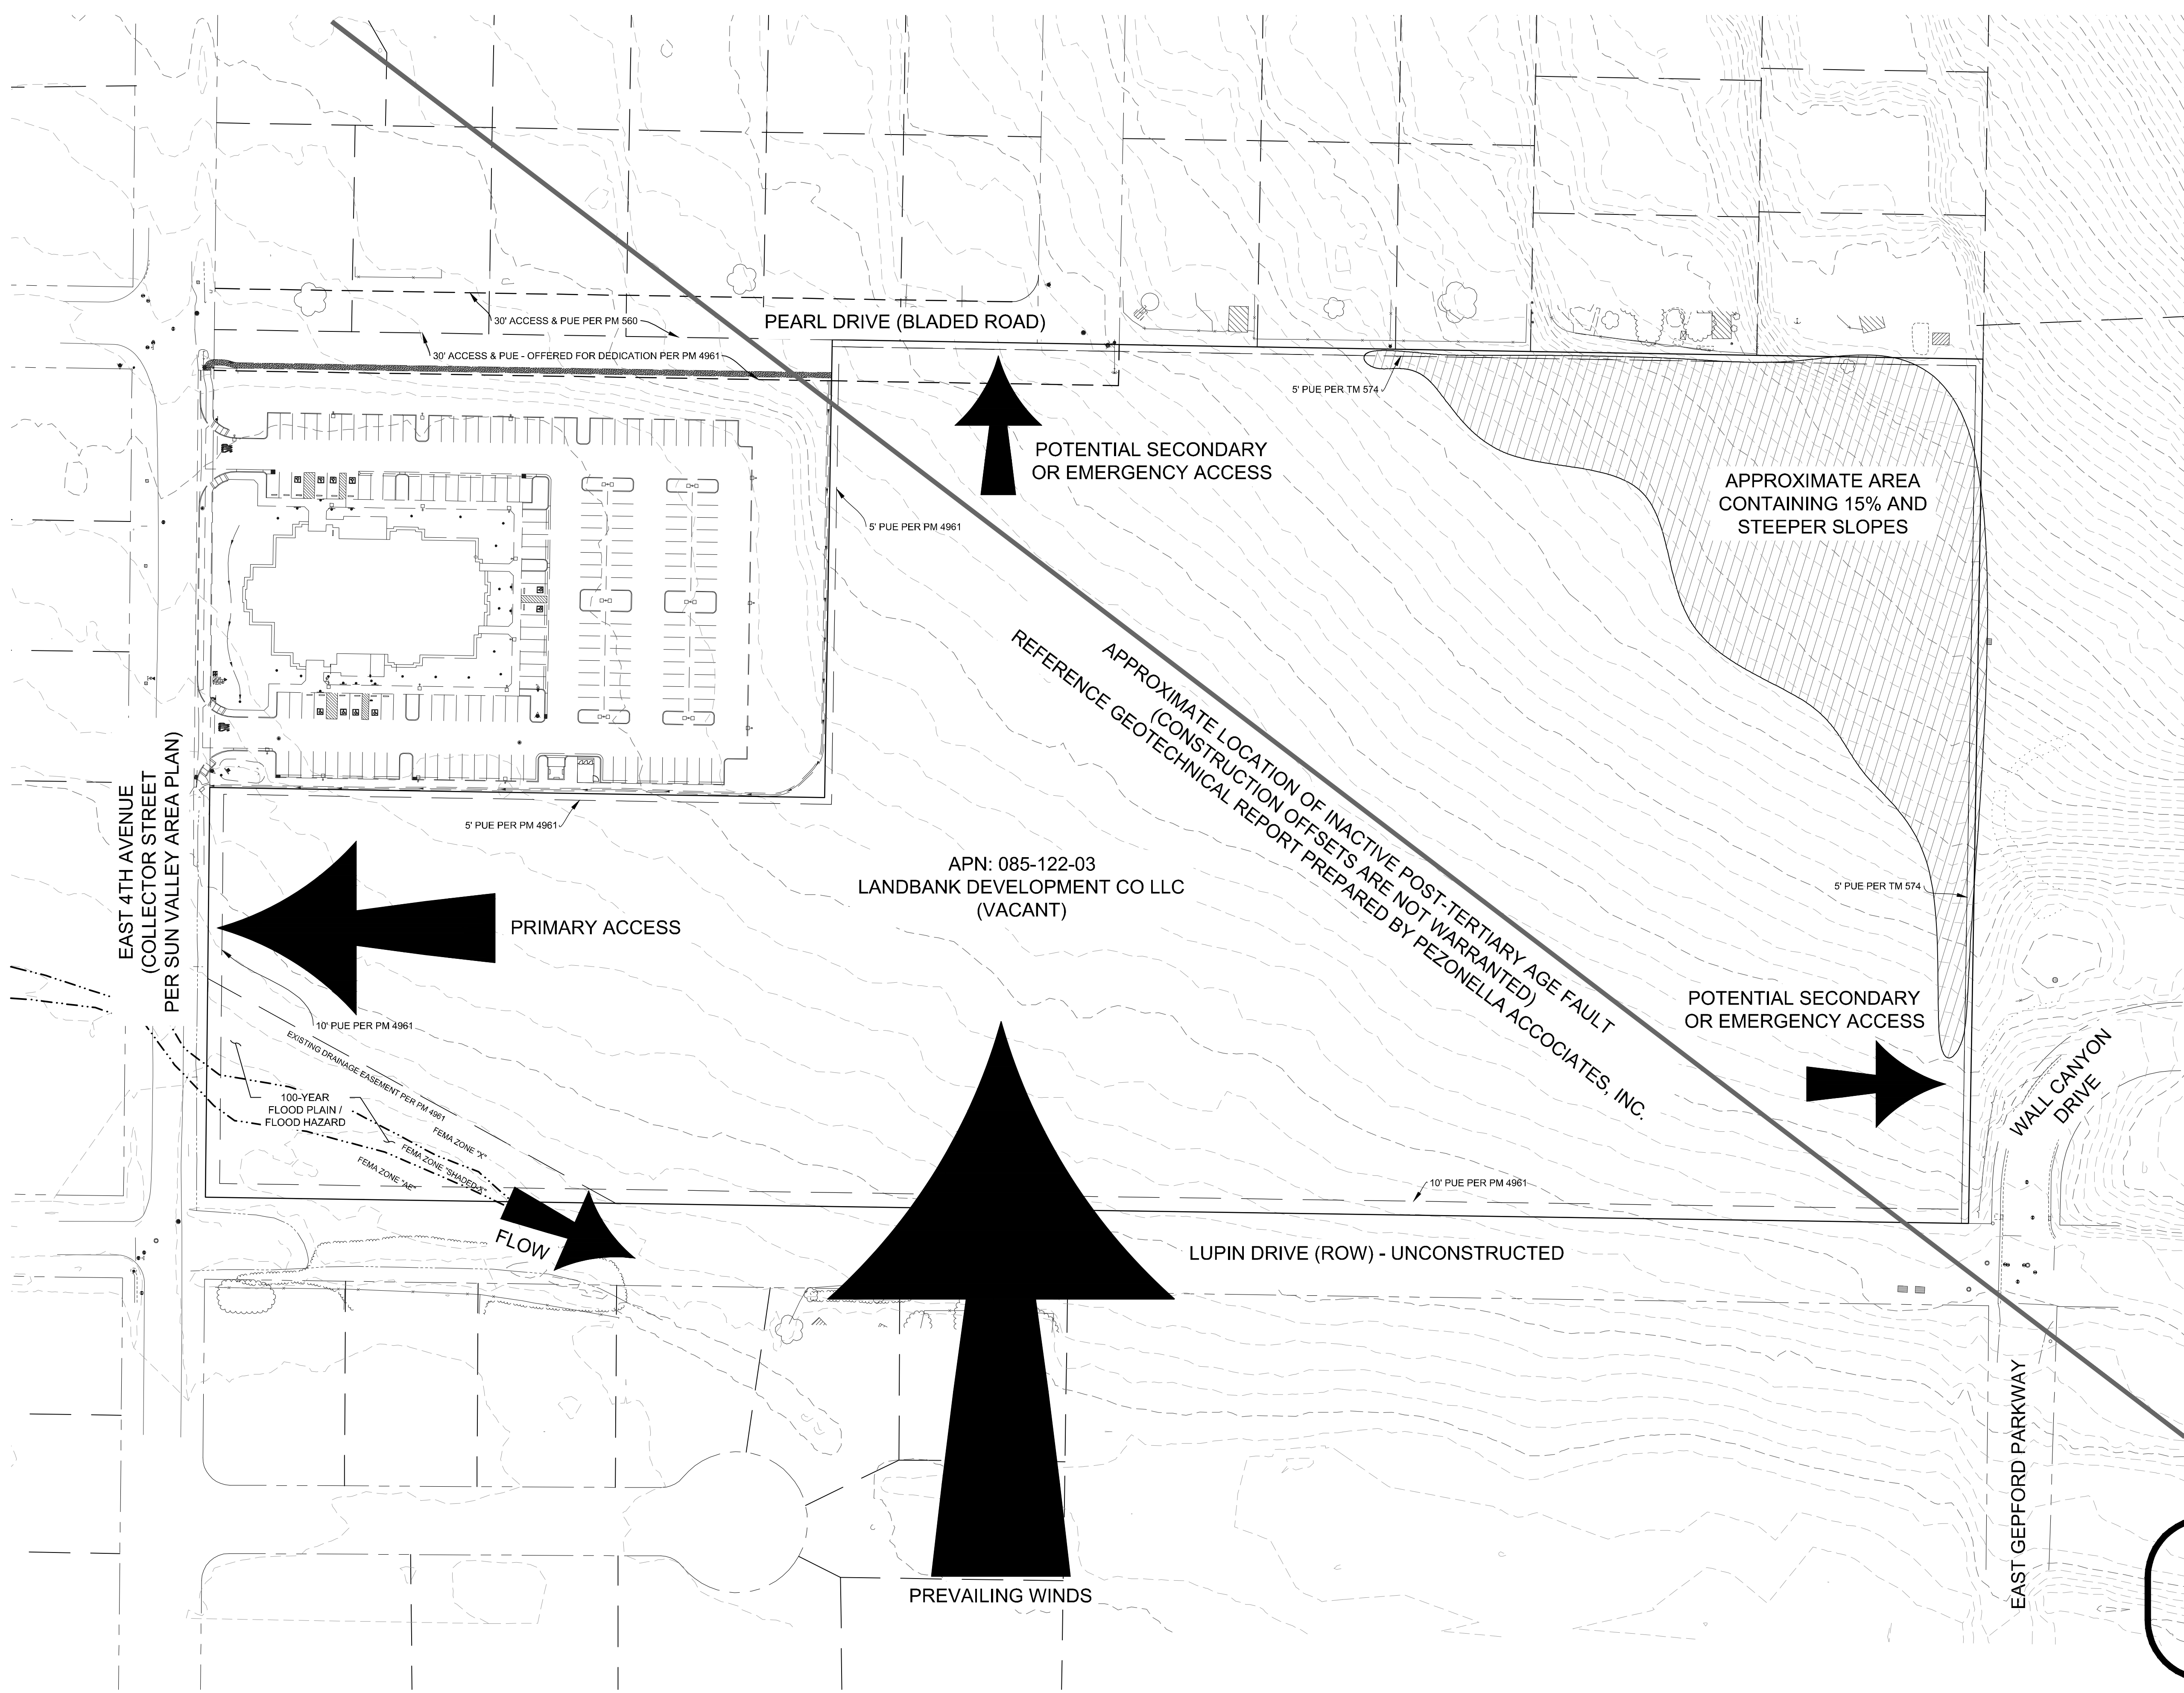 30' ACCESS & PUE PER PM 560
PEARL DRIVE (BLADED ROAD)
30' ACCESS & PUE - OFFERED FOR DEDICATION PER PM 4961
5' PUE PER TM 574
POTENTIAL SECONDARY
OR EMERGENCY ACCESS
APPROXIMATE AREA
CONTAINING 15% AND
STEEPER SLOPES
5' PUE PER PM 4961
APPROXIMATE LOCATION OF INACTIVE POST-TERTIARY AGE FAULT
(CONSTRUCTION OFFSETS ARE NOT WARRANTED)
REFERENCE GEOTECHNICAL REPORT PREPARED BY PEZONELLA ACCOCIATES, INC.
EAST 4TH AVENUE
(COLLECTOR STREET
PER SUN VALLEY AREA PLAN)
5' PUE PER PM 4961
APN: 085-122-03
LANDBANK DEVELOPMENT CO LLC
(VACANT)
5' PUE PER TM 574
PRIMARY ACCESS
POTENTIAL SECONDARY
OR EMERGENCY ACCESS
10' PUE PER PM 4961
EXISTING DRAINAGE EASEMENT PER PM 4961
100-YEAR
FLOOD PLAIN /
FLOOD HAZARD
FEMA ZONE "X"
FEMA ZONE "SHADED-X"
FEMA ZONE "AE"
WALL CANYON
DRIVE
10' PUE PER PM 4961
FLOW
LUPIN DRIVE (ROW) - UNCONSTRUCTED
EAST GEPFORD PARKWAY
PREVAILING WINDS